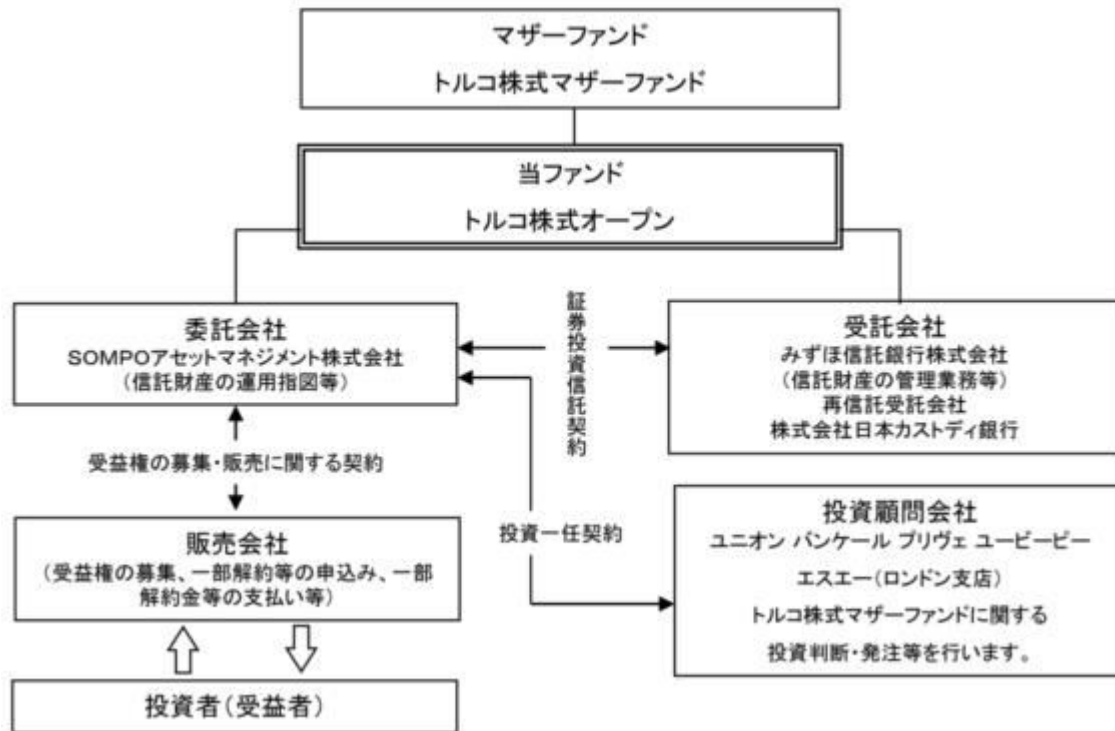 マザーファンド
トルコ株式マザーファンド
当ファンド
トルコ株式オープン
委託会社
SOMPOアセットマネジメント株式会社
（信託財産の運用指図等）
証券投資信託契約
受託会社
みずほ信託銀行株式会社
（信託財産の管理業務等）
再信託受託会社
株式会社日本カストディ銀行
受益権の募集・販売に関する契約
投資一任契約
販売会社
（受益権の募集、一部解約等の申込み、一部
解約金等の支払い等）
投資顧問会社
ユニオン バンケール プリヴェ ユービーピー
エスエー（ロンドン支店）
トルコ株式マザーファンドに関する
投資判断・発注等を行います。
投資者（受益者）